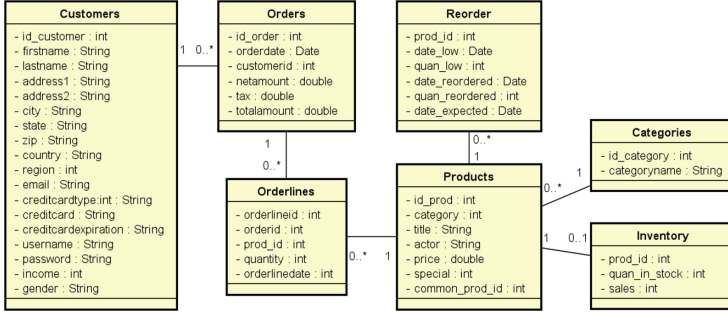 Customers
- id_customer : int
- firstname : String
- lastname : String
- address1 : String
- address2 : String
- city : String
- state : String
- zip : String
- country : String
- region : int
- email : String
- creditcardtype:int : String
- creditcard : String
- creditcardexpiration : String
- username : String
- password : String
- income : int
- gender : String
1 0..*
Orders
- id_order : int
- orderdate : Date
- customerid : int
- netamount : double
- tax : double
- totalamount : double
1
0..*
Orderlines
- orderlineid : int
- orderid : int
- prod_id : int
- quantity : int
- orderlinedate : int
0..* 1
Reorder
- prod_id : int
- date_low : Date
- quan_low : int
- date_reordered : Date
- quan_reordered : int
- date_expected : Date
0..*
1
Products
- id_prod : int
- category : int
- title : String
- actor : String
- price : double
- special : int
- common_prod_id : int
0..*
1
Categories
- id_category : int
- categoryname : String
1 0..1
Inventory
- prod_id : int
- quan_in_stock : int
- sales : int